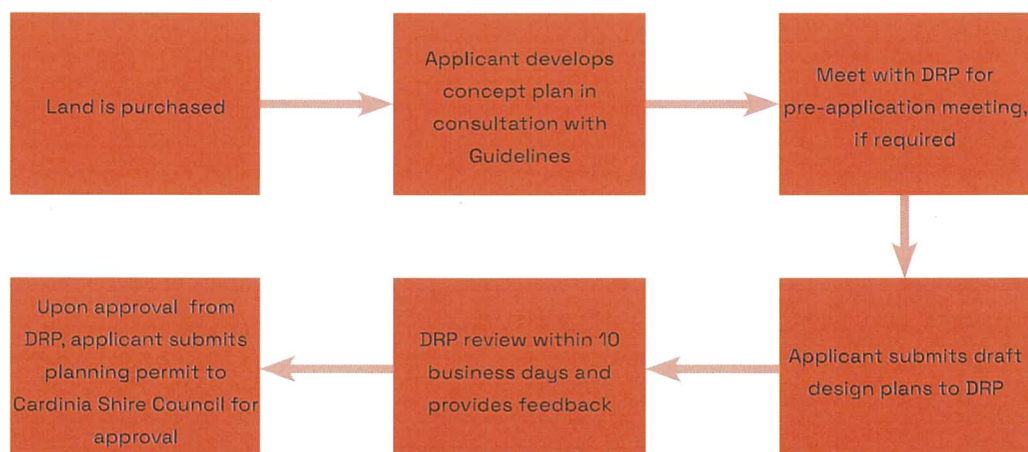 Land is purchased
Applicant develops
concept plan in
consultation with
Guidelines
Meet with DRP for
pre-application meeting,
if required
Applicant submits draft
design plans to DRP
DRP review within 10
business days and
provides feedback
Upon approval from
DRP, applicant submits
planning permit to
Cardinia Shire Council for
approval